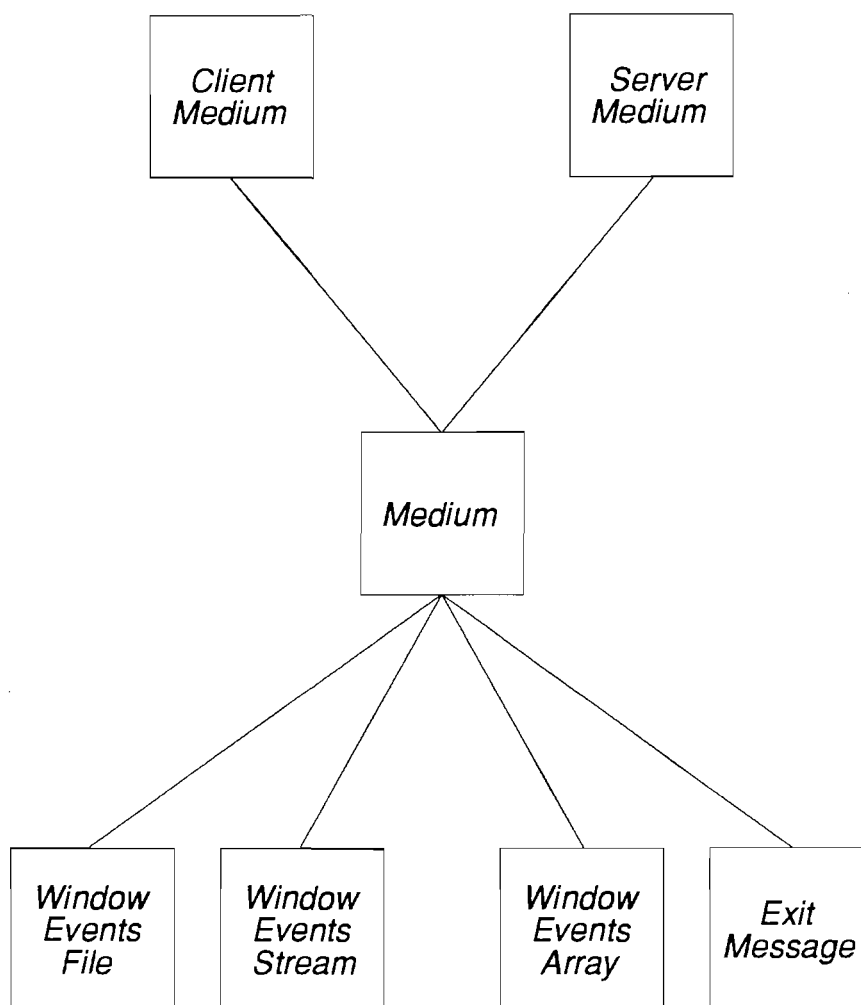 Client
Medium
Server
Medium
Medium
Window
Events
File
Window
Events
Stream
Window
Events
Array
Exit
Message